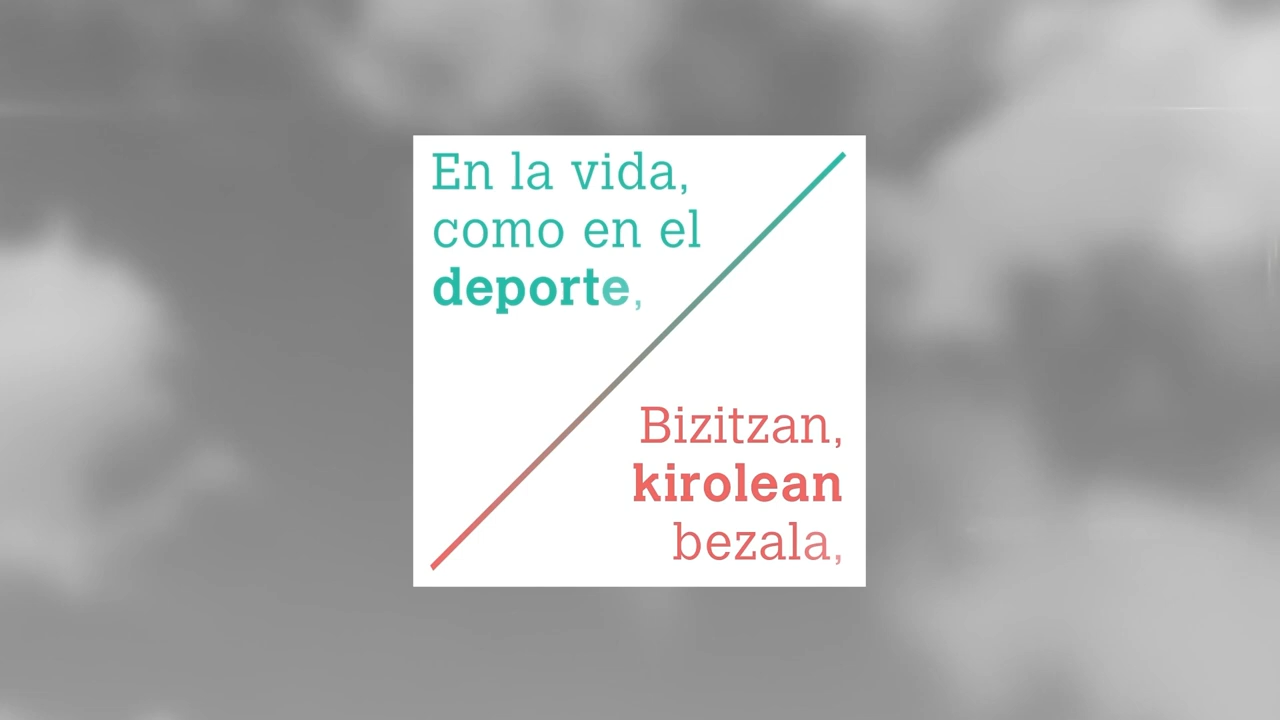 En la vida,
como en el
deporte,
Bizitzan,
kirolean
bezala,